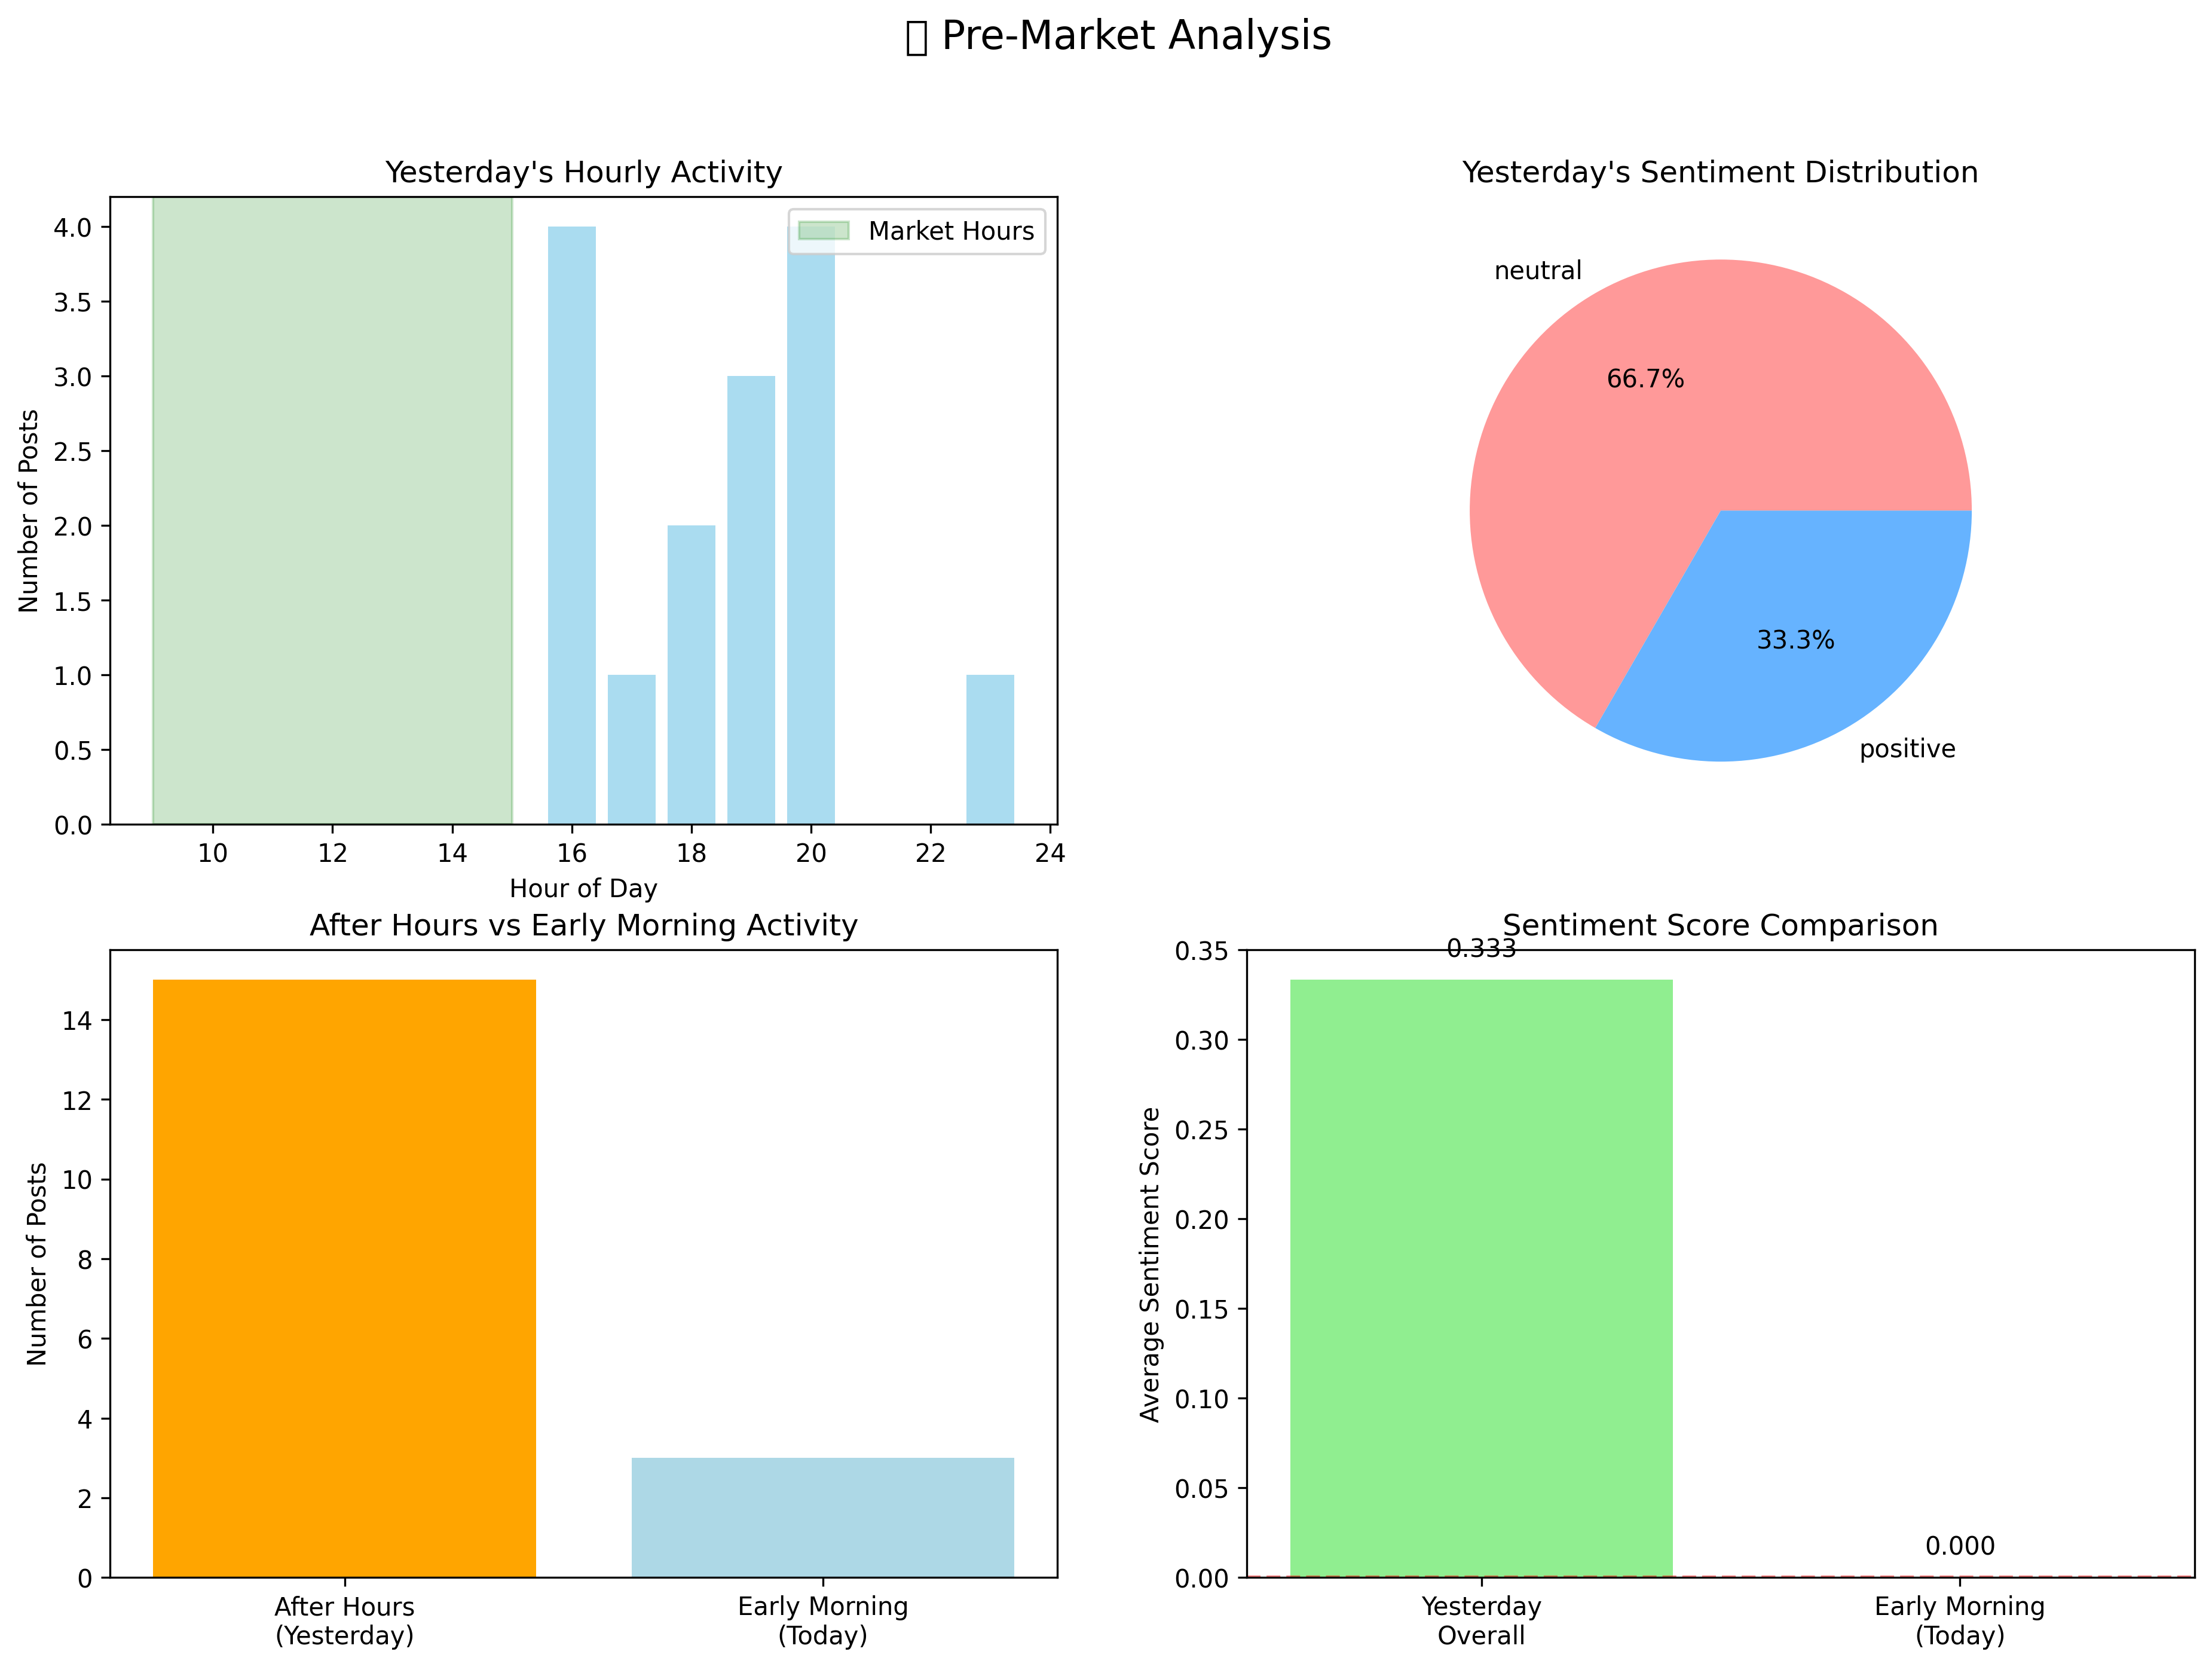 ▯ Pre-Market Analysis
Yesterday's Hourly Activity
Market Hours
4.0
3.5
3.0
2.5
2.0
1.5
1.0
0.5
0.0
Number of Posts
10 12 14 16 18 20 22 24
Hour of Day
Yesterday's Sentiment Distribution
neutral
66.7%
33.3%
positive
After Hours vs Early Morning Activity
14
12
10
8
6
4
2
0
Number of Posts
After Hours
(Yesterday)
Early Morning
(Today)
Sentiment Score Comparison
0.333
0.35
0.30
0.25
0.20
0.15
0.10
0.05
0.00
Average Sentiment Score
0.000
Yesterday
Overall
Early Morning
(Today)